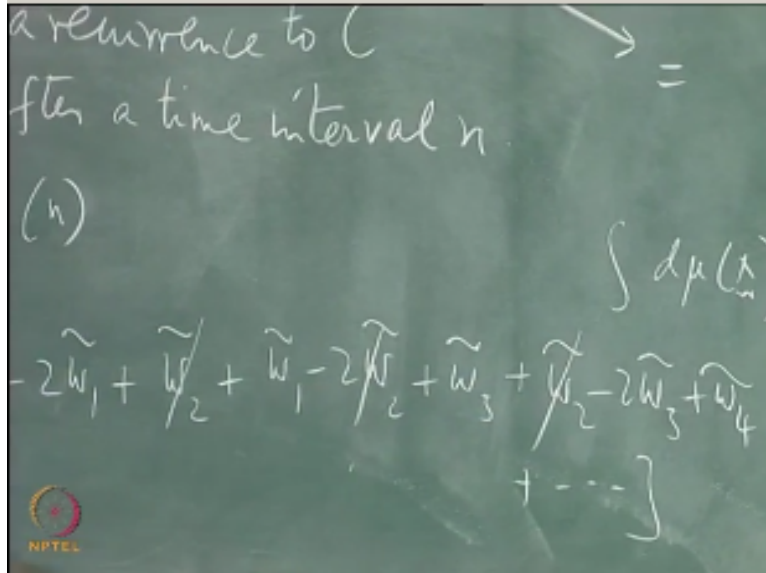 a recurrence to C
=
fter a time interval n.
(n)
∫ dμ(x
- 2w̃₁ + w̃₂ + w̃₁ - 2w̃₂ + w̃₃ + w̃₂ - 2w̃₃ + w̃₄
+ ---- ]
NPTEL